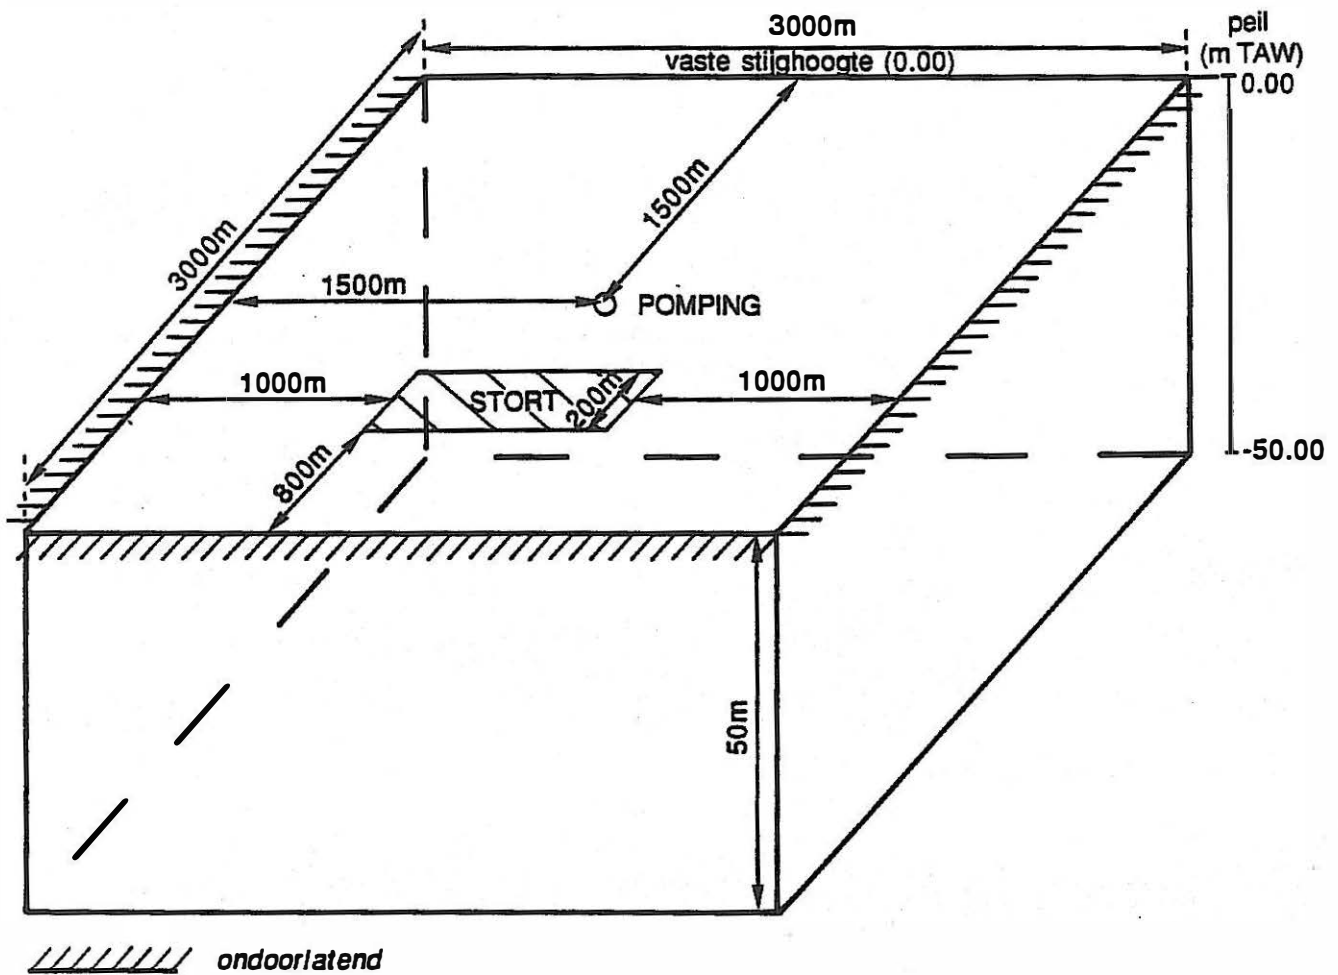 3000m
peil
(m TAW)
vaste stijghoogte (0.00)
0.00
1500m
3000m
1500m
POMPING
1000m
STORT
200m
1000m
800m
-50.00
50m
ondoorlatend